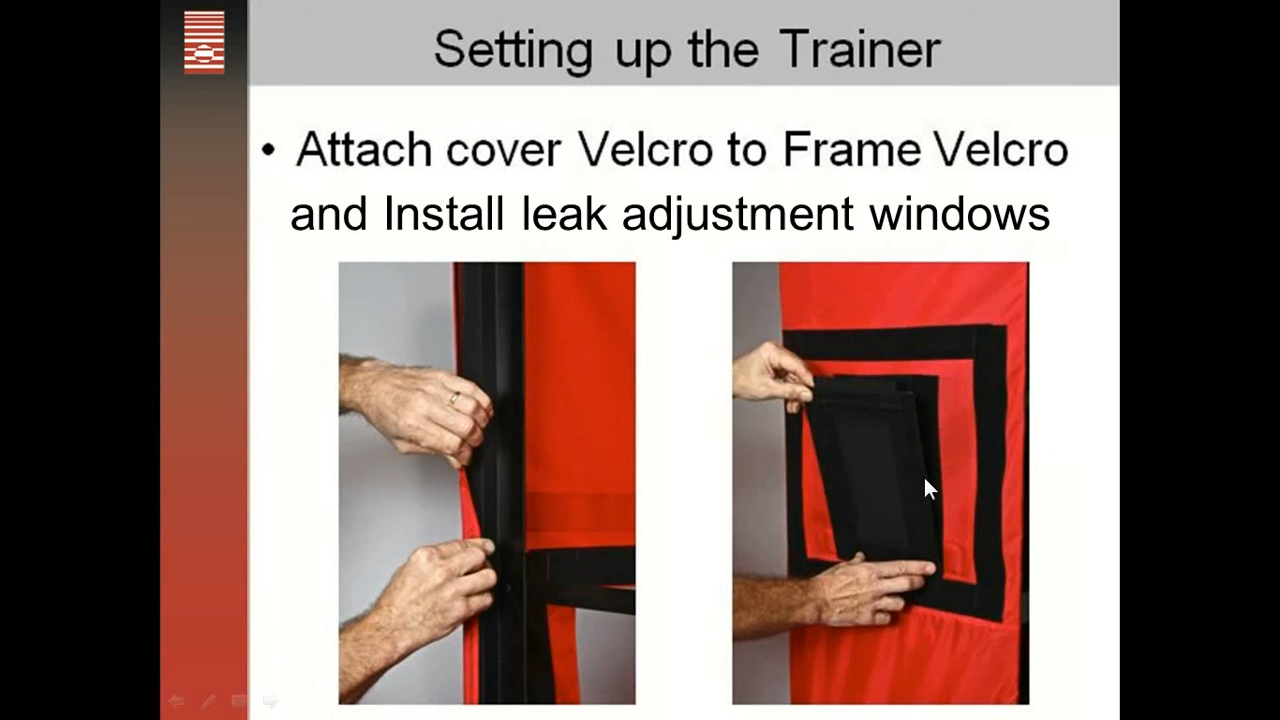 Setting up the Trainer
• Attach cover Velcro to Frame Velcro
and Install leak adjustment windows